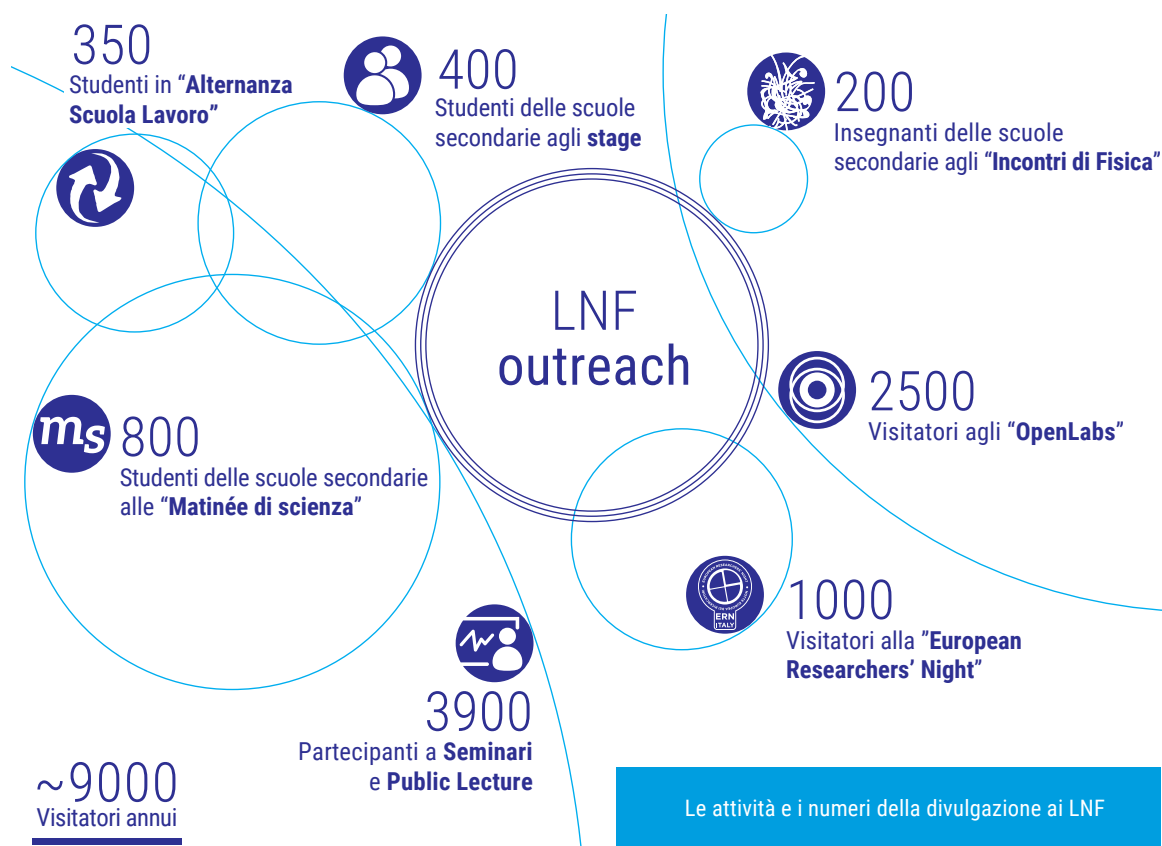 350
Studenti in “Alternanza
Scuola Lavoro”
400
Studenti delle scuole
secondarie agli stage
200
Insegnanti delle scuole
secondarie agli “Incontri di Fisica”
LNF
outreach
2500
Visitatori agli “OpenLabs”
ms
800
Studenti delle scuole secondarie
alle “Matinée di scienza”
ERN
ITALY
1000
Visitatori alla ”European
Researchers’ Night”
3900
Partecipanti a Seminari
e Public Lecture
~9000
Visitatori annui
Le attività e i numeri della divulgazione ai LNF